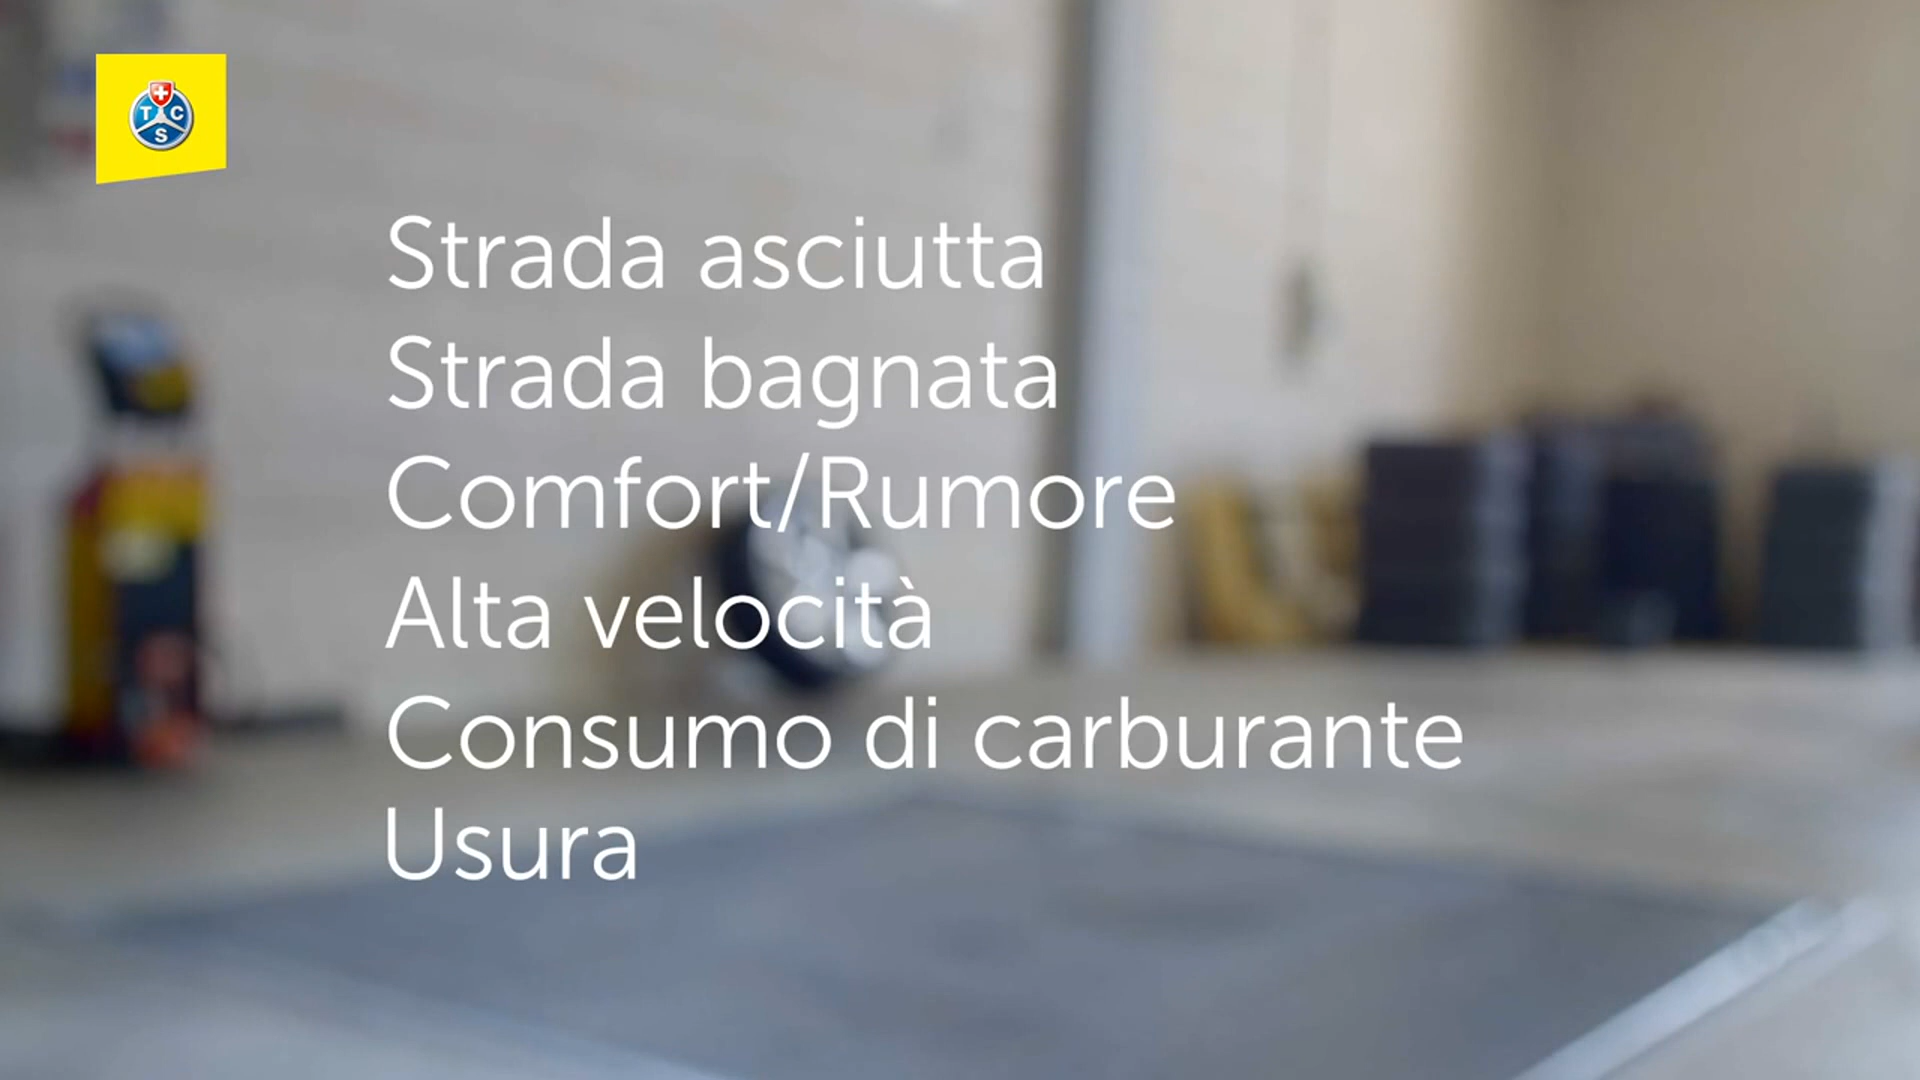 T C
S
Strada asciutta
Strada bagnata
Comfort/Rumore
Alta velocità
Consumo di carburante
Usura